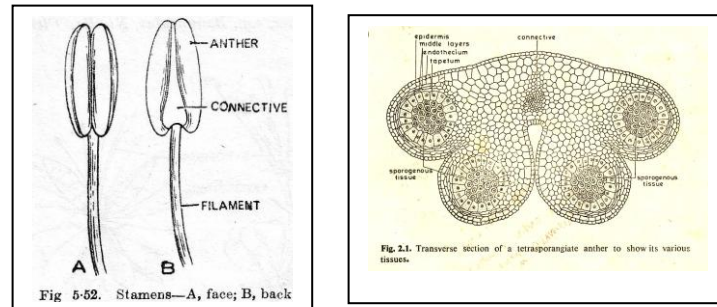 ANTHER
CONNECTIVE
FILAMENT
A
B
Fig 5·52. Stamens—A, face; B, back
epidermis
middle layers
endothecium
tapetum
connective
sporogenous
tissue
sporogenous
tissue
Fig. 2.1. Transverse section of a tetrasporangiate anther to show its various
tissues.